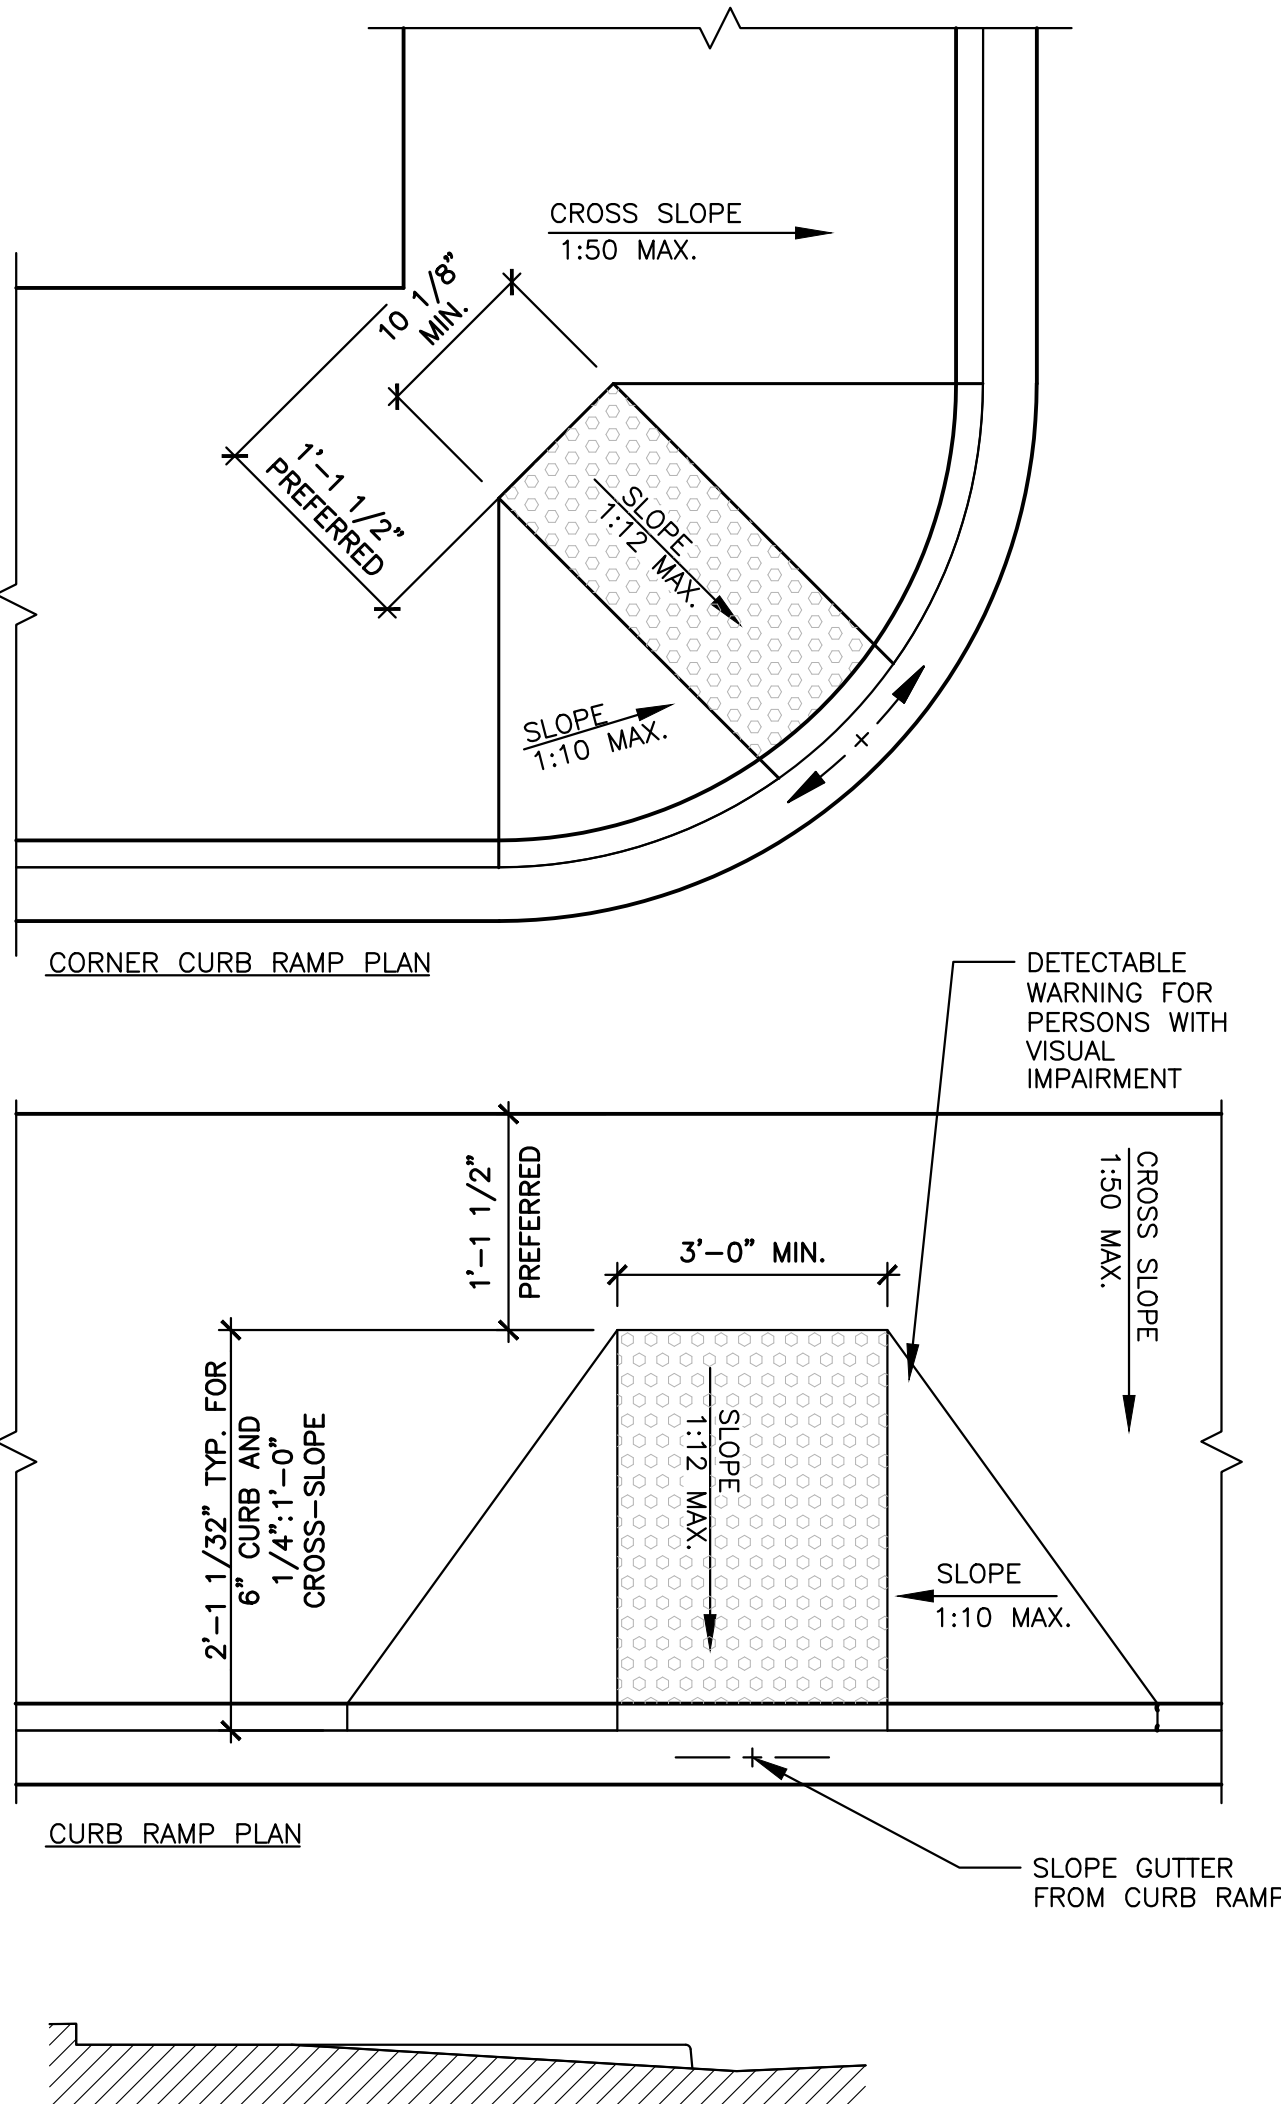 CROSS SLOPE
1:50 MAX.
10 1/8"
MIN.
1'-1 1/2"
PREFERRED
SLOPE
1:12 MAX.
SLOPE
1:10 MAX.
CORNER CURB RAMP PLAN
DETECTABLE
WARNING FOR
PERSONS WITH
VISUAL
IMPAIRMENT
1'-1 1/2"
PREFERRED
CROSS SLOPE
1:50 MAX.
3'-0" MIN.
2'-1 1/32" TYP. FOR
6" CURB AND
1/4":1'-0"
CROSS-SLOPE
SLOPE
1:12 MAX.
SLOPE
1:10 MAX.
CURB RAMP PLAN
SLOPE GUTTER
FROM CURB RAMP